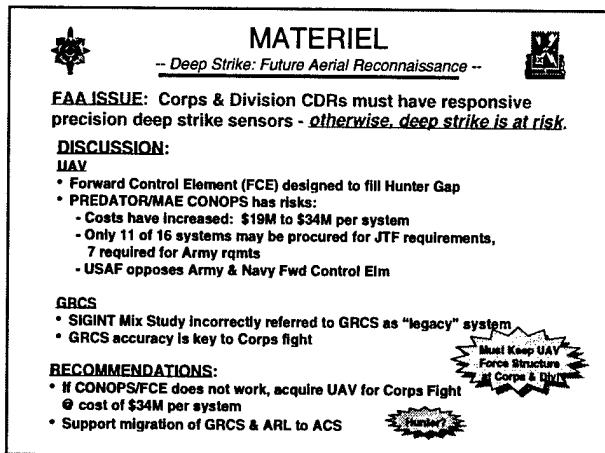 MATERIEL
-- Deep Strike: Future Aerial Reconnaissance --
FAA ISSUE: Corps & Division CDRs must have responsive
precision deep strike sensors - otherwise, deep strike is at risk.
DISCUSSION:
UAV
• Forward Control Element (FCE) designed to fill Hunter Gap
• PREDATOR/MAE CONOPS has risks:
- Costs have increased: $19M to $34M per system
- Only 11 of 16 systems may be procured for JTF requirements,
7 required for Army rqmts
- USAF opposes Army & Navy Fwd Control Elm
GRCS
• SIGINT Mix Study incorrectly referred to GRCS as "legacy" system
• GRCS accuracy is key to Corps fight
Must Keep UAV
Force Structure
at Corps & Div!
RECOMMENDATIONS:
• If CONOPS/FCE does not work, acquire UAV for Corps Fight
@ cost of $34M per system
• Support migration of GRCS & ARL to ACS
Hunter?